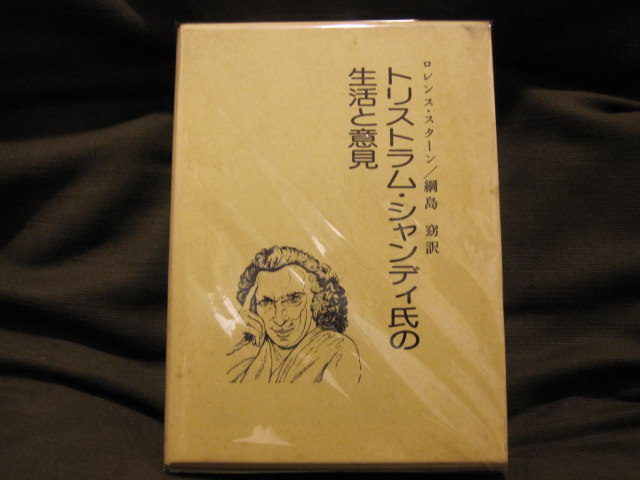 ロレンス・スターン／綱島 窈訳
トリストラム・シャンディ氏の
生活と意見